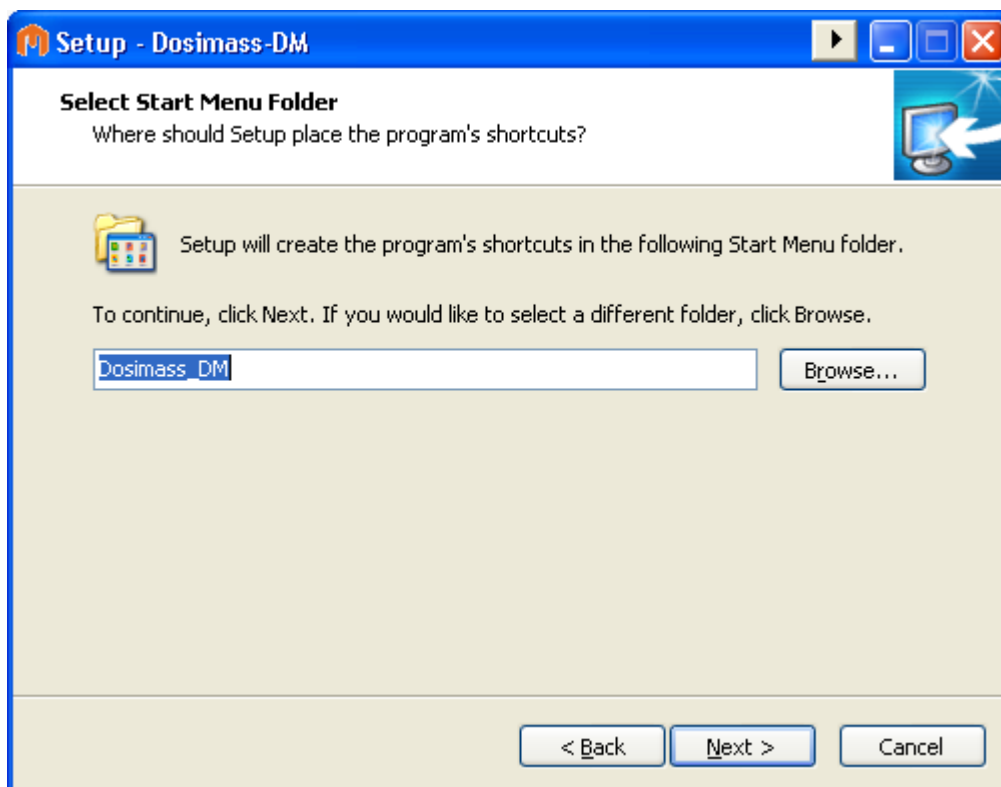 Setup - Dosimass-DM
Select Start Menu Folder
Where should Setup place the program's shortcuts?
Setup will create the program's shortcuts in the following Start Menu folder.
To continue, click Next. If you would like to select a different folder, click Browse.
Dosimass_DM
Browse...
< Back
Next >
Cancel